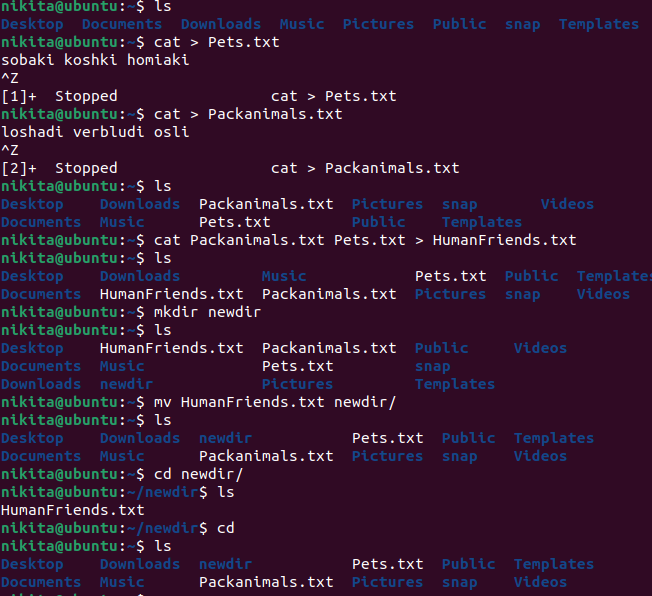 nikita@ubuntu:~$ ls
Desktop  Documents  Downloads  Music  Pictures  Public  snap  Templates
nikita@ubuntu:~$ cat > Pets.txt
sobaki koshki homiaki
^Z
[1]+  Stopped                 cat > Pets.txt
nikita@ubuntu:~$ cat > Packanimals.txt
loshadi verbludi osli
^Z
[2]+  Stopped                 cat > Packanimals.txt
nikita@ubuntu:~$ ls
Desktop    Downloads  Packanimals.txt  Pictures  snap       Videos
Documents  Music      Pets.txt         Public    Templates
nikita@ubuntu:~$ cat Packanimals.txt Pets.txt > HumanFriends.txt
nikita@ubuntu:~$ ls
Desktop    Downloads         Music            Pets.txt  Public  Templates
Documents  HumanFriends.txt  Packanimals.txt  Pictures  snap    Videos
nikita@ubuntu:~$ mkdir newdir
nikita@ubuntu:~$ ls
Desktop    HumanFriends.txt  Packanimals.txt  Public     Videos
Documents  Music             Pets.txt         snap
Downloads  newdir            Pictures         Templates
nikita@ubuntu:~$ mv HumanFriends.txt newdir/
nikita@ubuntu:~$ ls
Desktop    Downloads  newdir           Pets.txt  Public  Templates
Documents  Music      Packanimals.txt  Pictures  snap    Videos
nikita@ubuntu:~$ cd newdir/
nikita@ubuntu:~/newdir$ ls
HumanFriends.txt
nikita@ubuntu:~/newdir$ cd
nikita@ubuntu:~$ ls
Desktop    Downloads  newdir           Pets.txt  Public  Templates
Documents  Music      Packanimals.txt  Pictures  snap    Videos